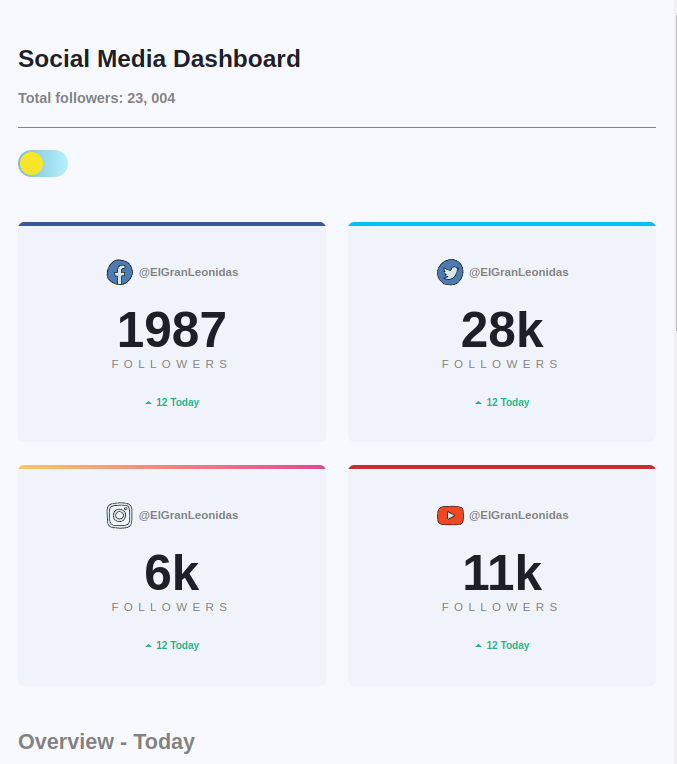 Social Media Dashboard
Total followers: 23, 004
@ElGranLeonidas
1987
FOLLOWERS
12 Today
@ElGranLeonidas
28k
FOLLOWERS
12 Today
@ElGranLeonidas
6k
FOLLOWERS
12 Today
@ElGranLeonidas
11k
FOLLOWERS
12 Today
Overview - Today